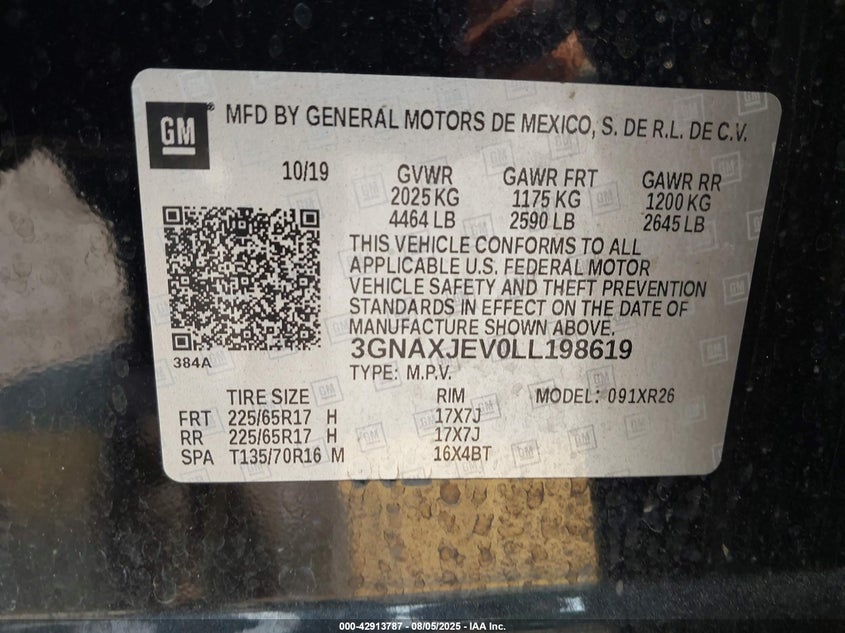 GM ® MFD BY GENERAL MOTORS DE MEXICO, S. DE R.L. DE C.V.
10/19 GVWR GAWR FRT GAWR RR
2025 KG 1175 KG 1200 KG
4464 LB 2590 LB 2645 LB
THIS VEHICLE CONFORMS TO ALL
APPLICABLE U.S. FEDERAL MOTOR
VEHICLE SAFETY AND THEFT PREVENTION
STANDARDS IN EFFECT ON THE DATE OF
MANUFACTURE SHOWN ABOVE.
3GNAXJEV0LL198619
384A
TYPE: M.P.V.
TIRE SIZE RIM MODEL: 091XR26
FRT 225/65R17 H 17X7J
RR 225/65R17 H 17X7J
SPA T135/70R16 M 16X4BT
000-42913787 - 08/05/2025 - IAA Inc.